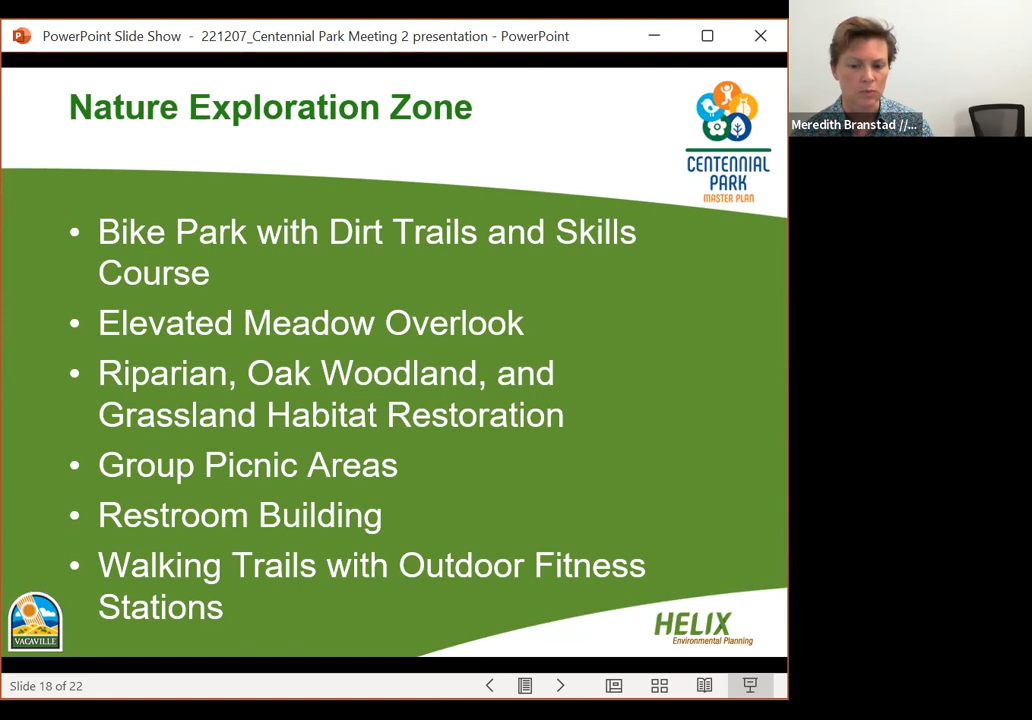 PowerPoint Slide Show - 221207_Centennial Park Meeting 2 presentation - PowerPoint
Meredith Branstad //...
Nature Exploration Zone
CENTENNIAL
PARK
MASTER PLAN
• Bike Park with Dirt Trails and Skills
Course
• Elevated Meadow Overlook
• Riparian, Oak Woodland, and
Grassland Habitat Restoration
• Group Picnic Areas
• Restroom Building
• Walking Trails with Outdoor Fitness
Stations
VACAVILLE
HELIX
Environmental Planning
Slide 18 of 22